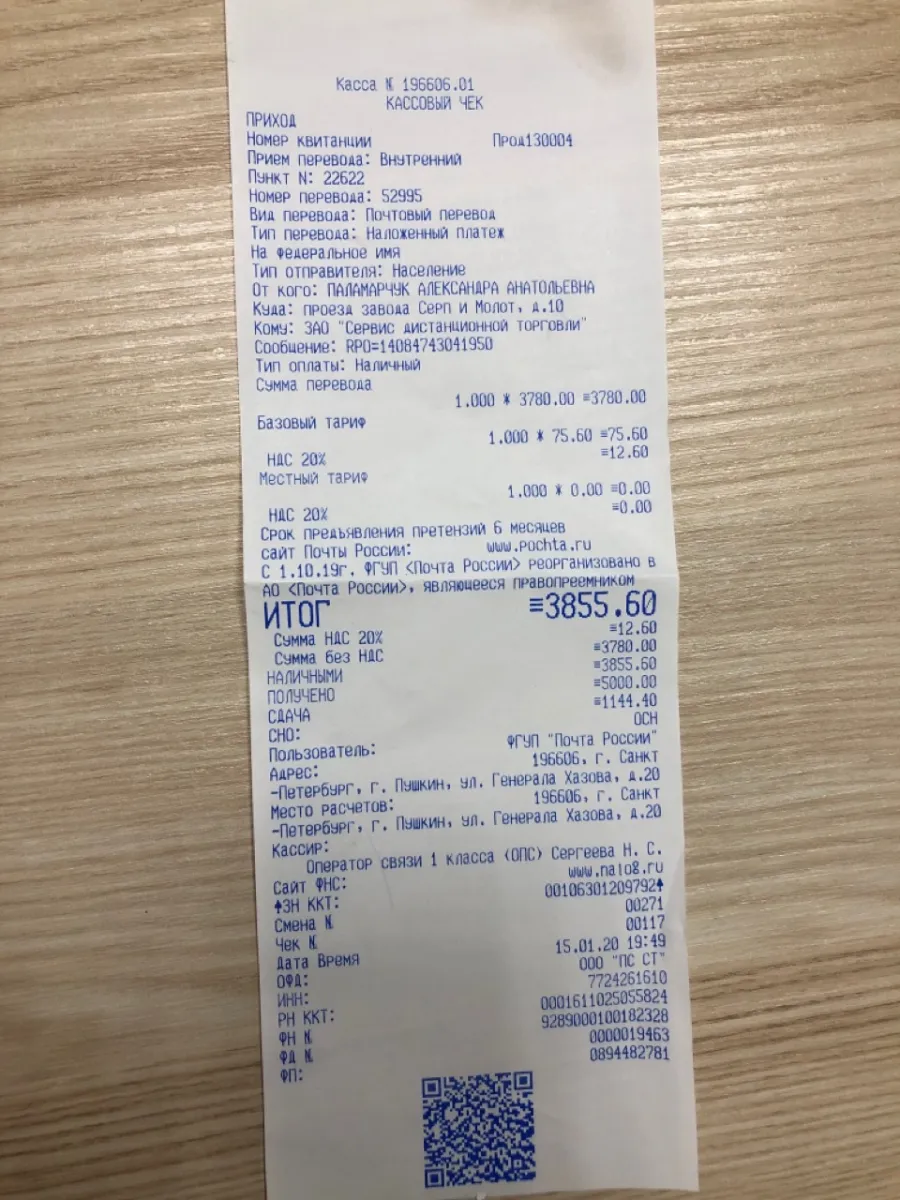 Касса № 196606.01
КАССОВЫЙ ЧЕК
ПРИХОД
Номер квитанции Прод130004
Прием перевода: Внутренний
Пункт N: 22622
Номер перевода: 52995
Вид перевода: Почтовый перевод
Тип перевода: Наложенный платеж
На федеральное имя
Тип отправителя: Население
От кого: ПАЛАМАРЧУК АЛЕКСАНДРА АНАТОЛЬЕВНА
Куда: проезд завода Серп и Молот, д.10
Кому: ЗАО "Сервис дистанционной торговли"
Сообщение: RPO=14084743041950
Тип оплаты: Наличный
Сумма перевода
1.000 * 3780.00 ≡3780.00
Базовый тариф
1.000 * 75.60 ≡75.60
НДС 20% ≡12.60
Местный тариф
1.000 * 0.00 ≡0.00
НДС 20% ≡0.00
Срок предъявления претензий 6 месяцев
сайт Почты России: www.pochta.ru
С 1.10.19г. ФГУП <Почта России> реорганизовано в
АО <Почта России>, являющееся правопреемником
ИТОГ ≡3855.60
Сумма НДС 20% ≡12.60
Сумма без НДС ≡3780.00
НАЛИЧНЫМИ ≡3855.60
ПОЛУЧЕНО ≡5000.00
СДАЧА ≡1144.40
СНО: ОСН
Пользователь: ФГУП "Почта России"
Адрес: 196606, г. Санкт
-Петербург, г. Пушкин, ул. Генерала Хазова, д.20
Место расчетов: 196606, г. Санкт
-Петербург, г. Пушкин, ул. Генерала Хазова, д.20
Кассир:
Оператор связи 1 класса (ОПС) Сергеева Н. С.
Сайт ФНС: www.nalog.ru
↟ЗН ККТ: 00106301209792↟
Смена № 00271
Чек № 00117
Дата Время 15.01.20 19:49
ОФД: ООО "ПС СТ"
ИНН: 7724261610
РН ККТ: 0001611025055824
ФН № 9289000100182328
ФД № 0000019463
ФП: 0894482781